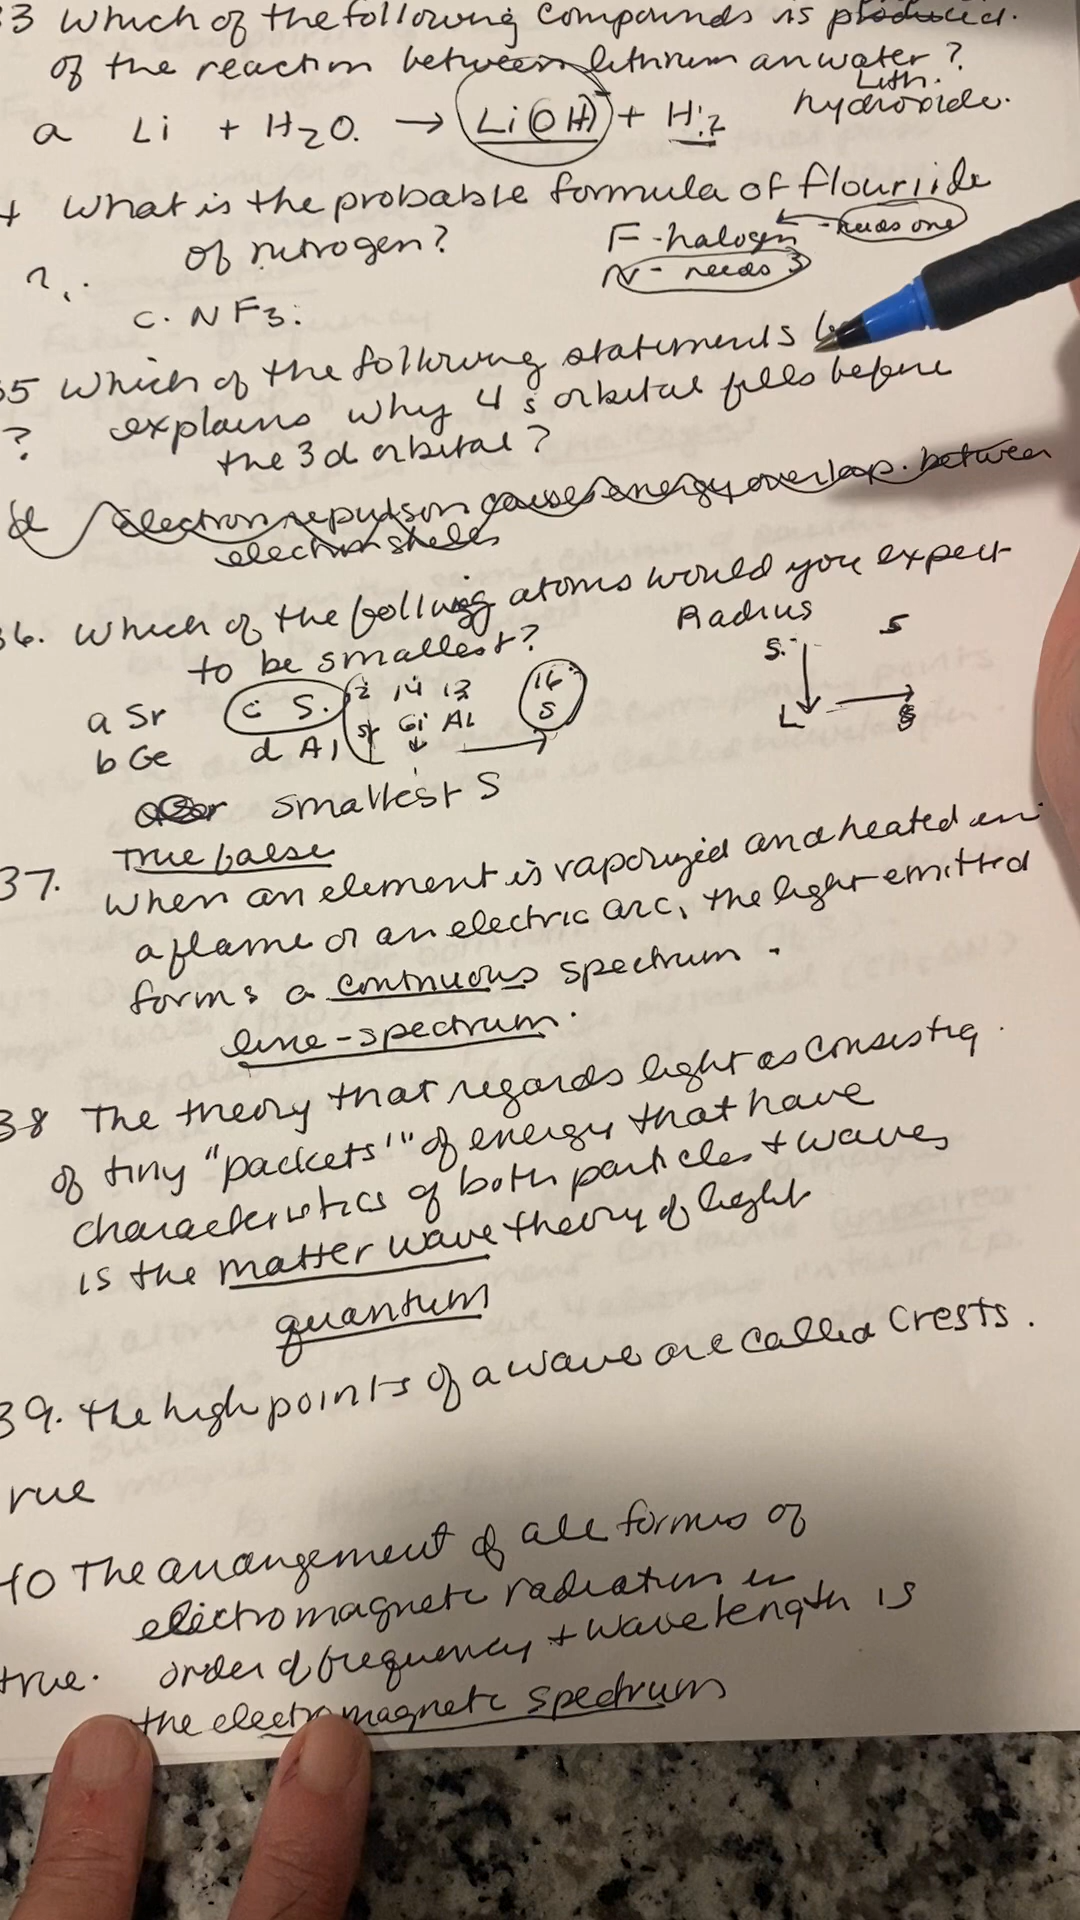 3 Which of the following compounds is produced.
of the reaction between lithium an water?
Lith.
hydroxide.
a Li + H2O. → Li(OH) + H2
What is the probable formula of flouriide
of nitrogen?
F - halogen - needs one
N - needs 3
?.
c. NF3.
35 Which of the following statements
explains why 4 s orbital fills before
?
the 3d orbital?
d electron repulsion causes energy overlap between
electron shells
36. Which of the following atoms would you expect
to be smallest?
Radius
S. S
L S
a Sr c S. 2 14 13 16
b Ge d Al Sr Gi Al S
smallest S
True false
37. When an element is vaporized and heated in
a flame or an electric arc, the light emitted
forms a continuous spectrum.
line-spectrum.
38 The theory that regards light as consistig
of tiny "packets'" of energy that have
characteristics of both particles + waves
is the matter wave theory of light
quantum
39. the high points of a wave are called Crests.
rue
40 The arrangement of all forms of
electromagnetic radiation in
true. order of frequency + wavelength is
the electromagnetic spectrum